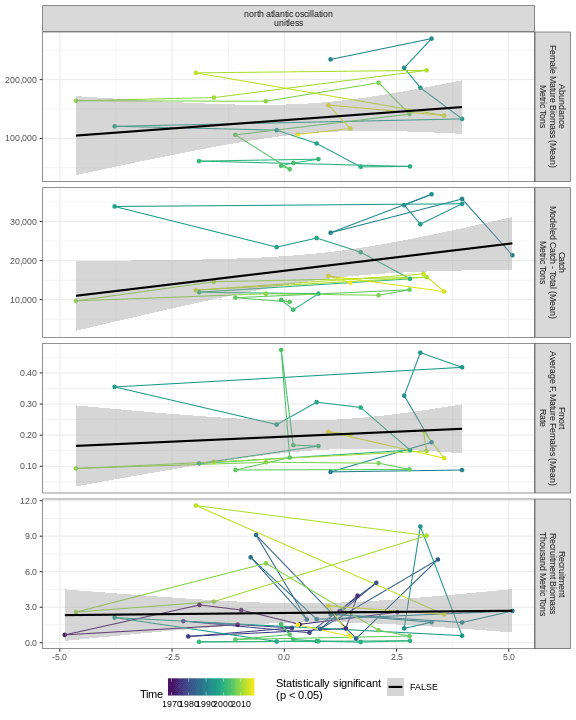 north atlantic oscillation
unitless
200,000
100,000
Abundance
Female Mature Biomass (Mean)
Metric Tons
30,000
20,000
10,000
Catch
Modeled Catch - Total (Mean)
Metric Tons
0.40
0.30
0.20
0.10
Fmort
Average F, Mature Females (Mean)
Rate
12.0
9.0
6.0
3.0
0.0
Recruitment
Recruitment Biomass
Thousand Metric Tons
-5.0 -2.5 0.0 2.5 5.0
Time
1970 1980 1990 2000 2010
Statistically significant
(p < 0.05)
FALSE